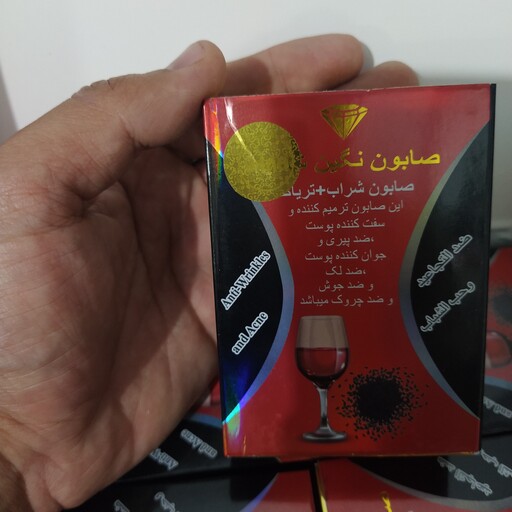 صابون نگین
صابون شراب+تریاک
این صابون ترمیم کننده و
سفت کننده پوست
،ضد پیری و
جوان کننده پوست
،ضد لک
و ضد جوش
و ضد چروک میباشد
Anti-Wrinkles
and Acne
ضد التجاعيد
وحب الشباب